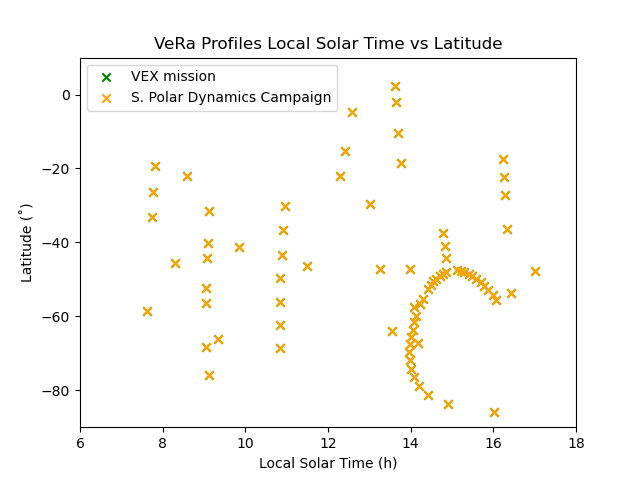 VeRa Profiles Local Solar Time vs Latitude
VEX mission
S. Polar Dynamics Campaign
0
−20
−40
−60
−80
Latitude (˚)
6 8 10 12 14 16 18
Local Solar Time (h)